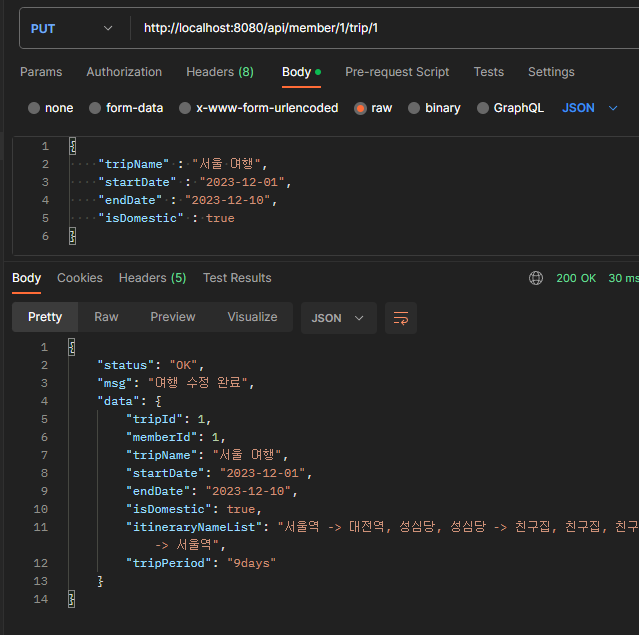 PUT http://localhost:8080/api/member/1/trip/1
Params Authorization Headers (8) Body Pre-request Script Tests Settings
none form-data x-www-form-urlencoded raw binary GraphQL JSON
1 {
2 "tripName" : "서울 여행",
3 "startDate" : "2023-12-01",
4 "endDate" : "2023-12-10",
5 "isDomestic" : true
6 }
Body Cookies Headers (5) Test Results 200 OK 30 ms
Pretty Raw Preview Visualize JSON
1 {
2 "status": "OK",
3 "msg": "여행 수정 완료",
4 "data": {
5 "tripId": 1,
6 "memberId": 1,
7 "tripName": "서울 여행",
8 "startDate": "2023-12-01",
9 "endDate": "2023-12-10",
10 "isDomestic": true,
11 "itineraryNameList": "서울역 -> 대전역, 성심당, 성심당 -> 친구집, 친구집, 친구
-> 서울역",
12 "tripPeriod": "9days"
13 }
14 }